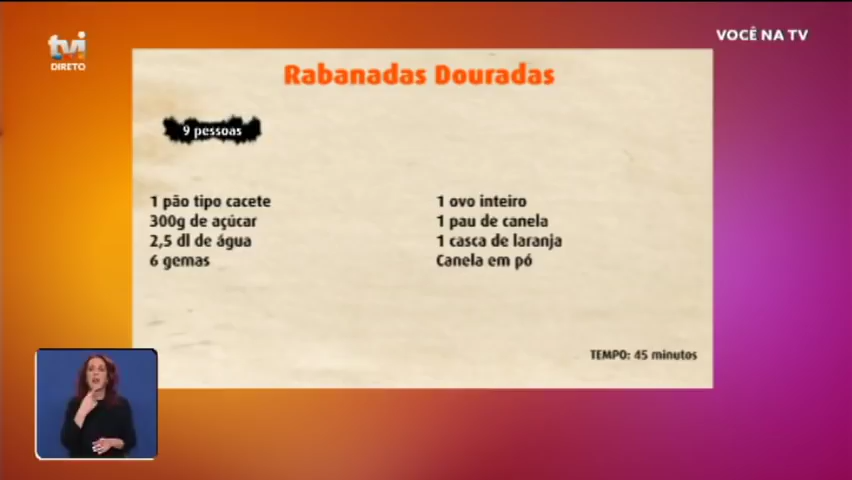 tvi
DIRETO
VOCÊ NA TV
Rabanadas Douradas
9 pessoas
1 pão tipo cacete
300g de açúcar
2,5 dl de água
6 gemas
1 ovo inteiro
1 pau de canela
1 casca de laranja
Canela em pó
TEMPO: 45 minutos